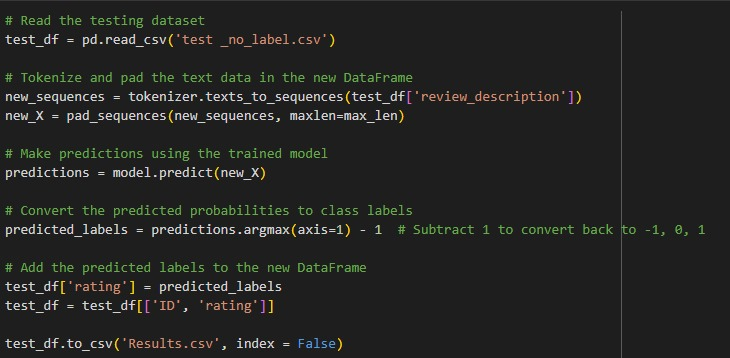 # Read the testing dataset
test_df = pd.read_csv('test _no_label.csv')
# Tokenize and pad the text data in the new DataFrame
new_sequences = tokenizer.texts_to_sequences(test_df['review_description'])
new_X = pad_sequences(new_sequences, maxlen=max_len)
# Make predictions using the trained model
predictions = model.predict(new_X)
# Convert the predicted probabilities to class labels
predicted_labels = predictions.argmax(axis=1) - 1  # Subtract 1 to convert back to -1, 0, 1
# Add the predicted labels to the new DataFrame
test_df['rating'] = predicted_labels
test_df = test_df[['ID', 'rating']]
test_df.to_csv('Results.csv', index = False)